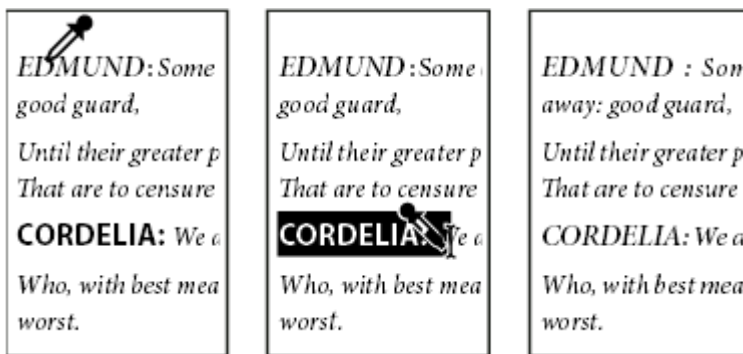 EDMUND: Some
good guard,
Until their greater p
That are to censure
CORDELIA: We a
Who, with best mea
worst.
EDMUND :Some
good guard,
Until their greater p
That are to censure
CORDELIA: We a
Who, with best mea
worst.
EDMUND : Som
away: good guard,
Until their greater p
That are to censure
CORDELIA: We a
Who, with best mea
worst.